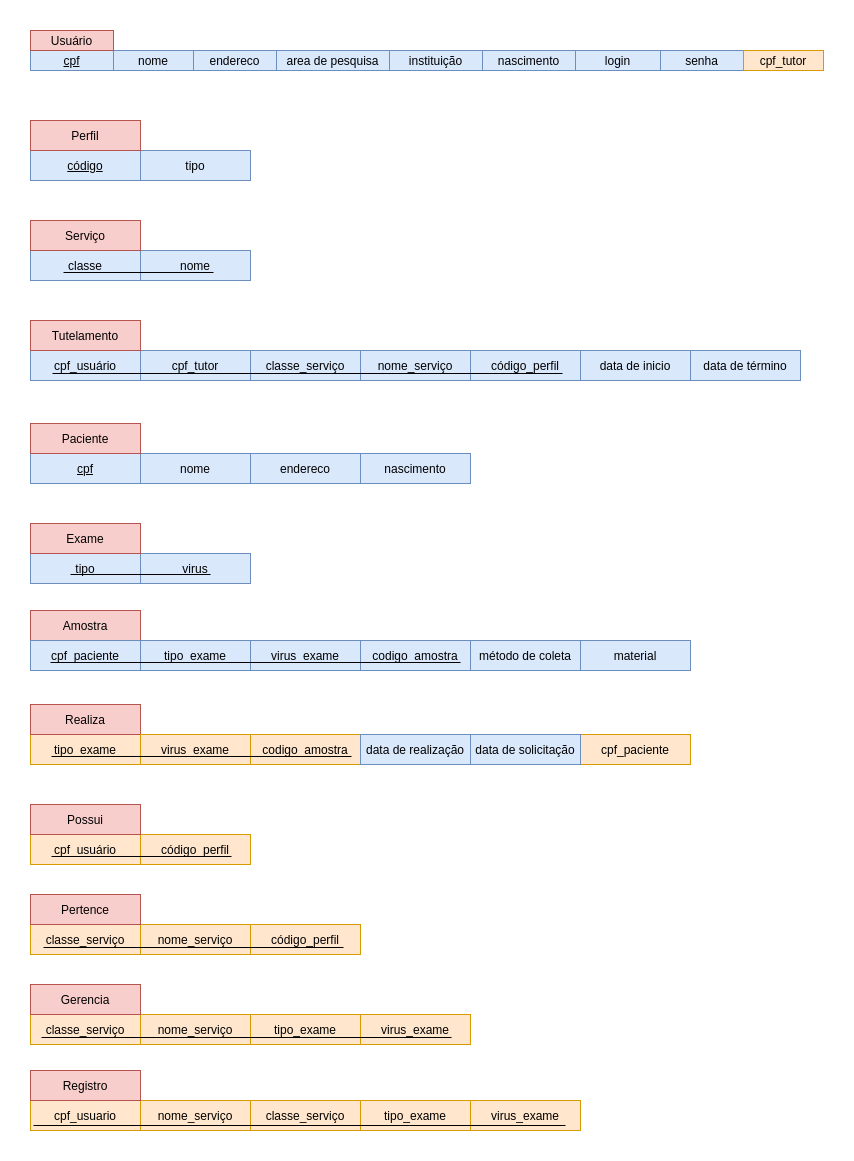 Usuário
cpf nome endereco area de pesquisa instituição nascimento login senha cpf_tutor
Perfil
código tipo
Serviço
classe nome
Tutelamento
cpf_usuário cpf_tutor classe_serviço nome_serviço código_perfil data de inicio data de término
Paciente
cpf nome endereco nascimento
Exame
tipo virus
Amostra
cpf_paciente tipo_exame virus_exame codigo_amostra método de coleta material
Realiza
tipo_exame virus_exame codigo_amostra data de realização data de solicitação cpf_paciente
Possui
cpf_usuário código_perfil
Pertence
classe_serviço nome_serviço código_perfil
Gerencia
classe_serviço nome_serviço tipo_exame virus_exame
Registro
cpf_usuario nome_serviço classe_serviço tipo_exame virus_exame